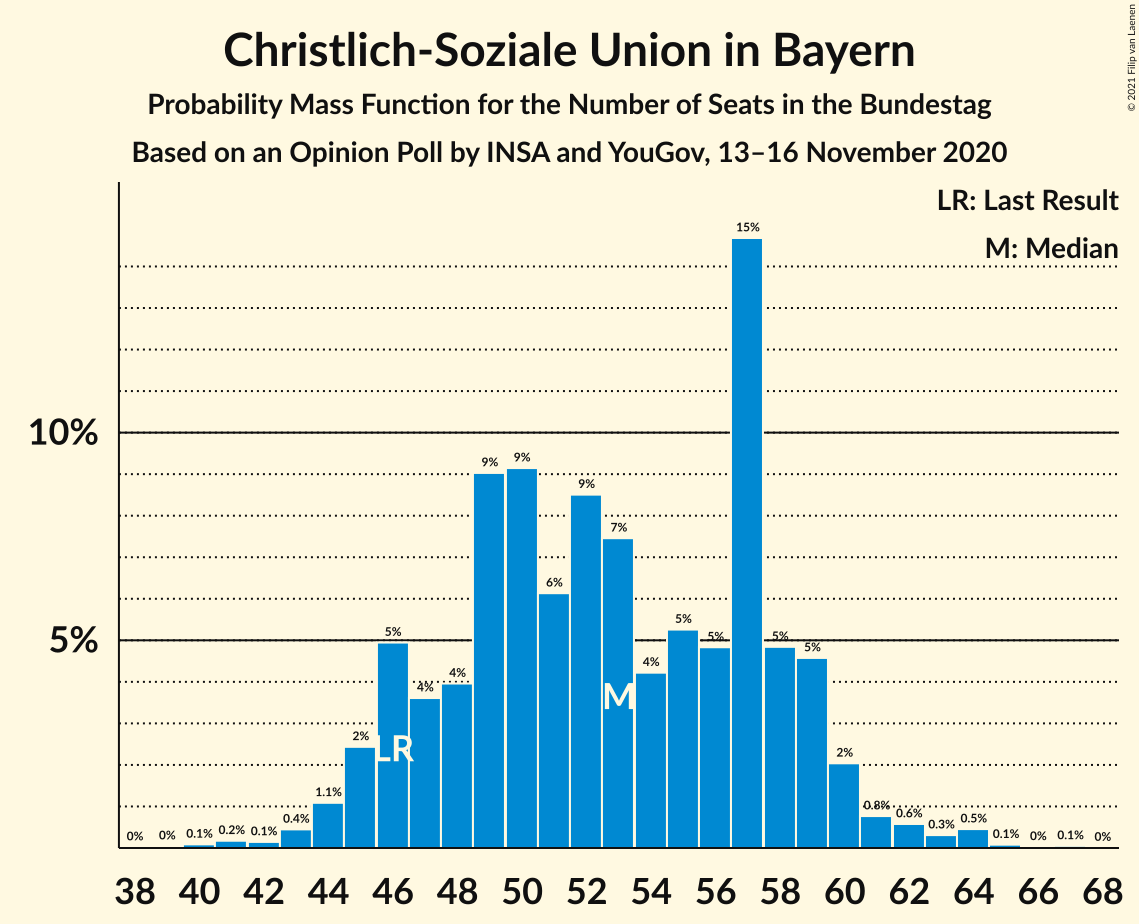 Christlich-Soziale Union in Bayern
Probability Mass Function for the Number of Seats in the Bundestag
Based on an Opinion Poll by INSA and YouGov, 13–16 November 2020
© 2021 Filip van Laenen
LR: Last Result
M: Median
10%
5%
0% 0% 0.1% 0.2% 0.1% 0.4% 1.1% 2% 5% 4% 4% 9% 9% 6% 9% 7% 4% 5% 5% 15% 5% 5% 2% 0.8% 0.6% 0.3% 0.5% 0.1% 0% 0.1% 0%
LR
M
38 40 42 44 46 48 50 52 54 56 58 60 62 64 66 68